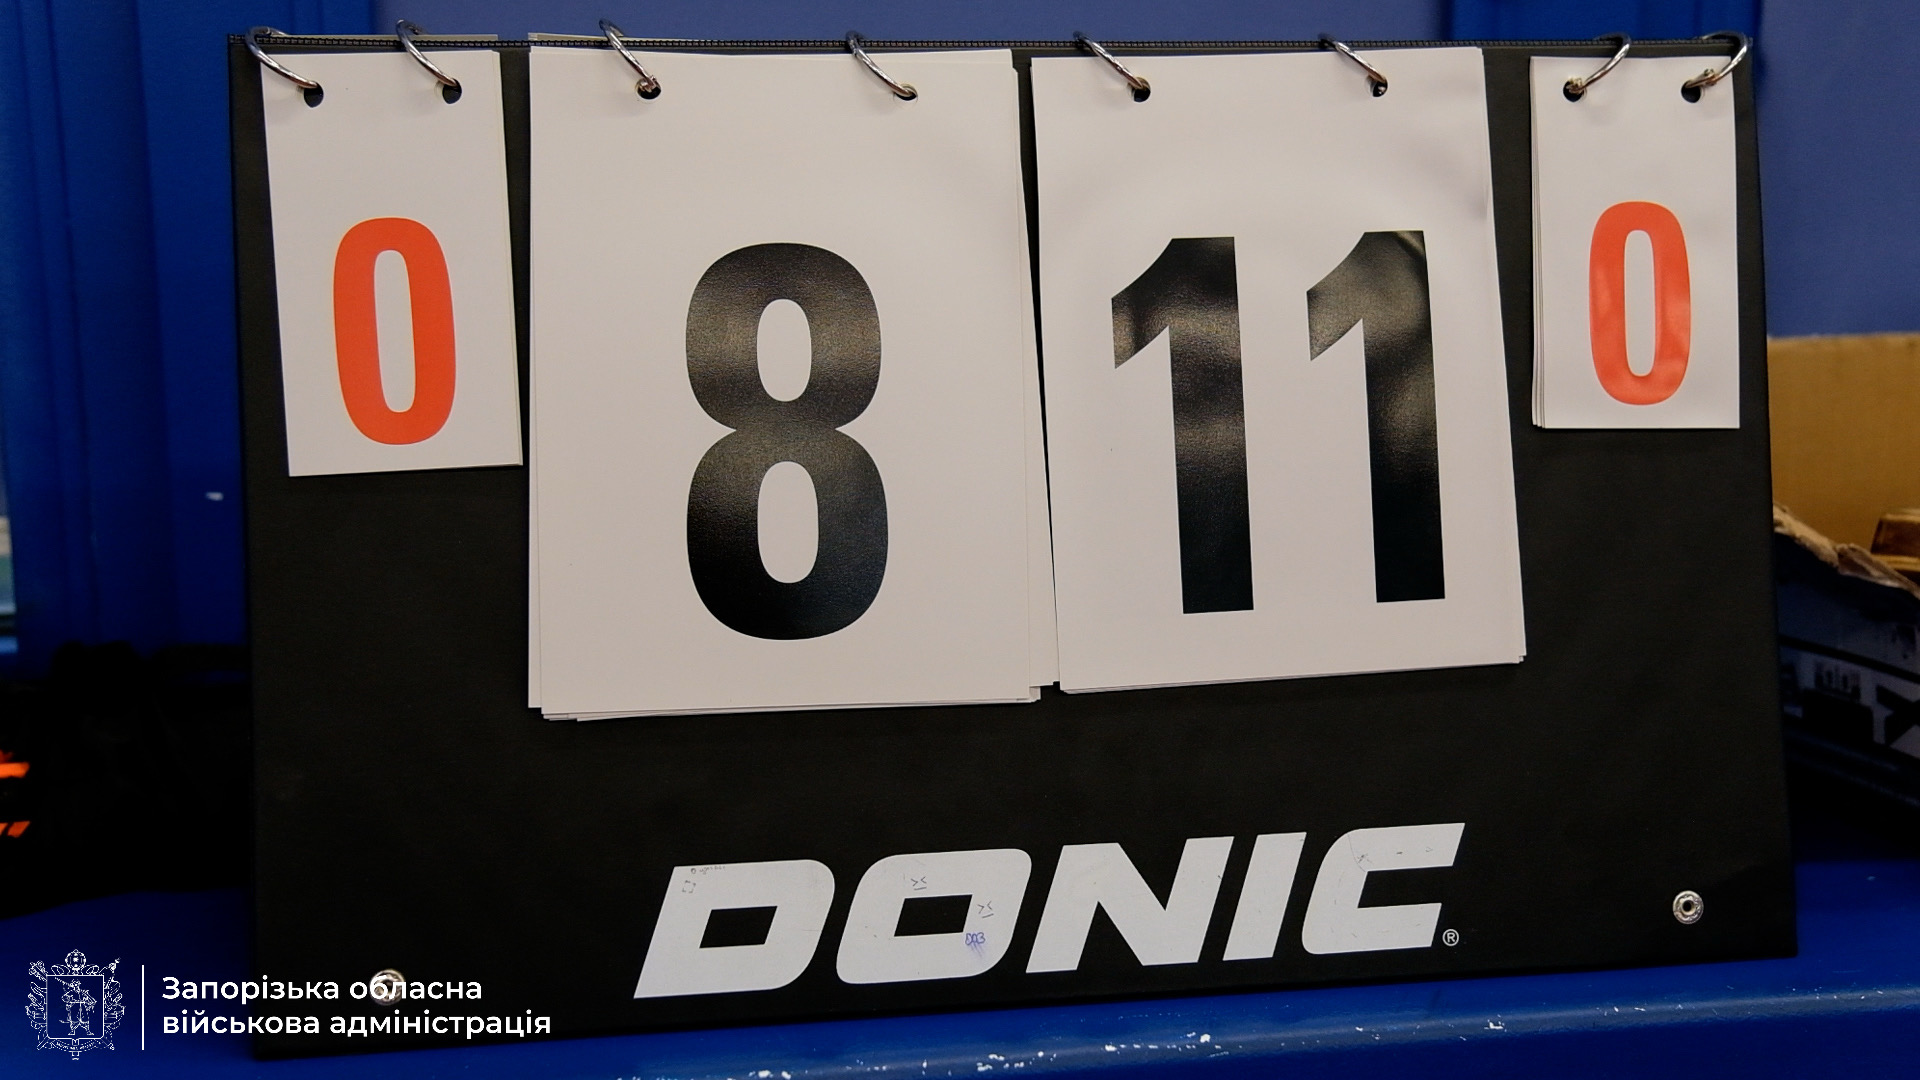 0 8 11 0
DONIC®
Запорізька обласна
військова адміністрація